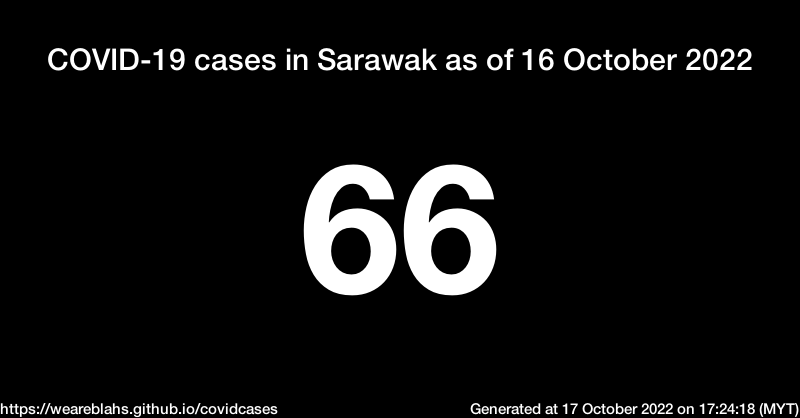 COVID-19 cases in Sarawak as of 16 October 2022
66
https://weareblahs.github.io/covidcases
Generated at 17 October 2022 on 17:24:18 (MYT)